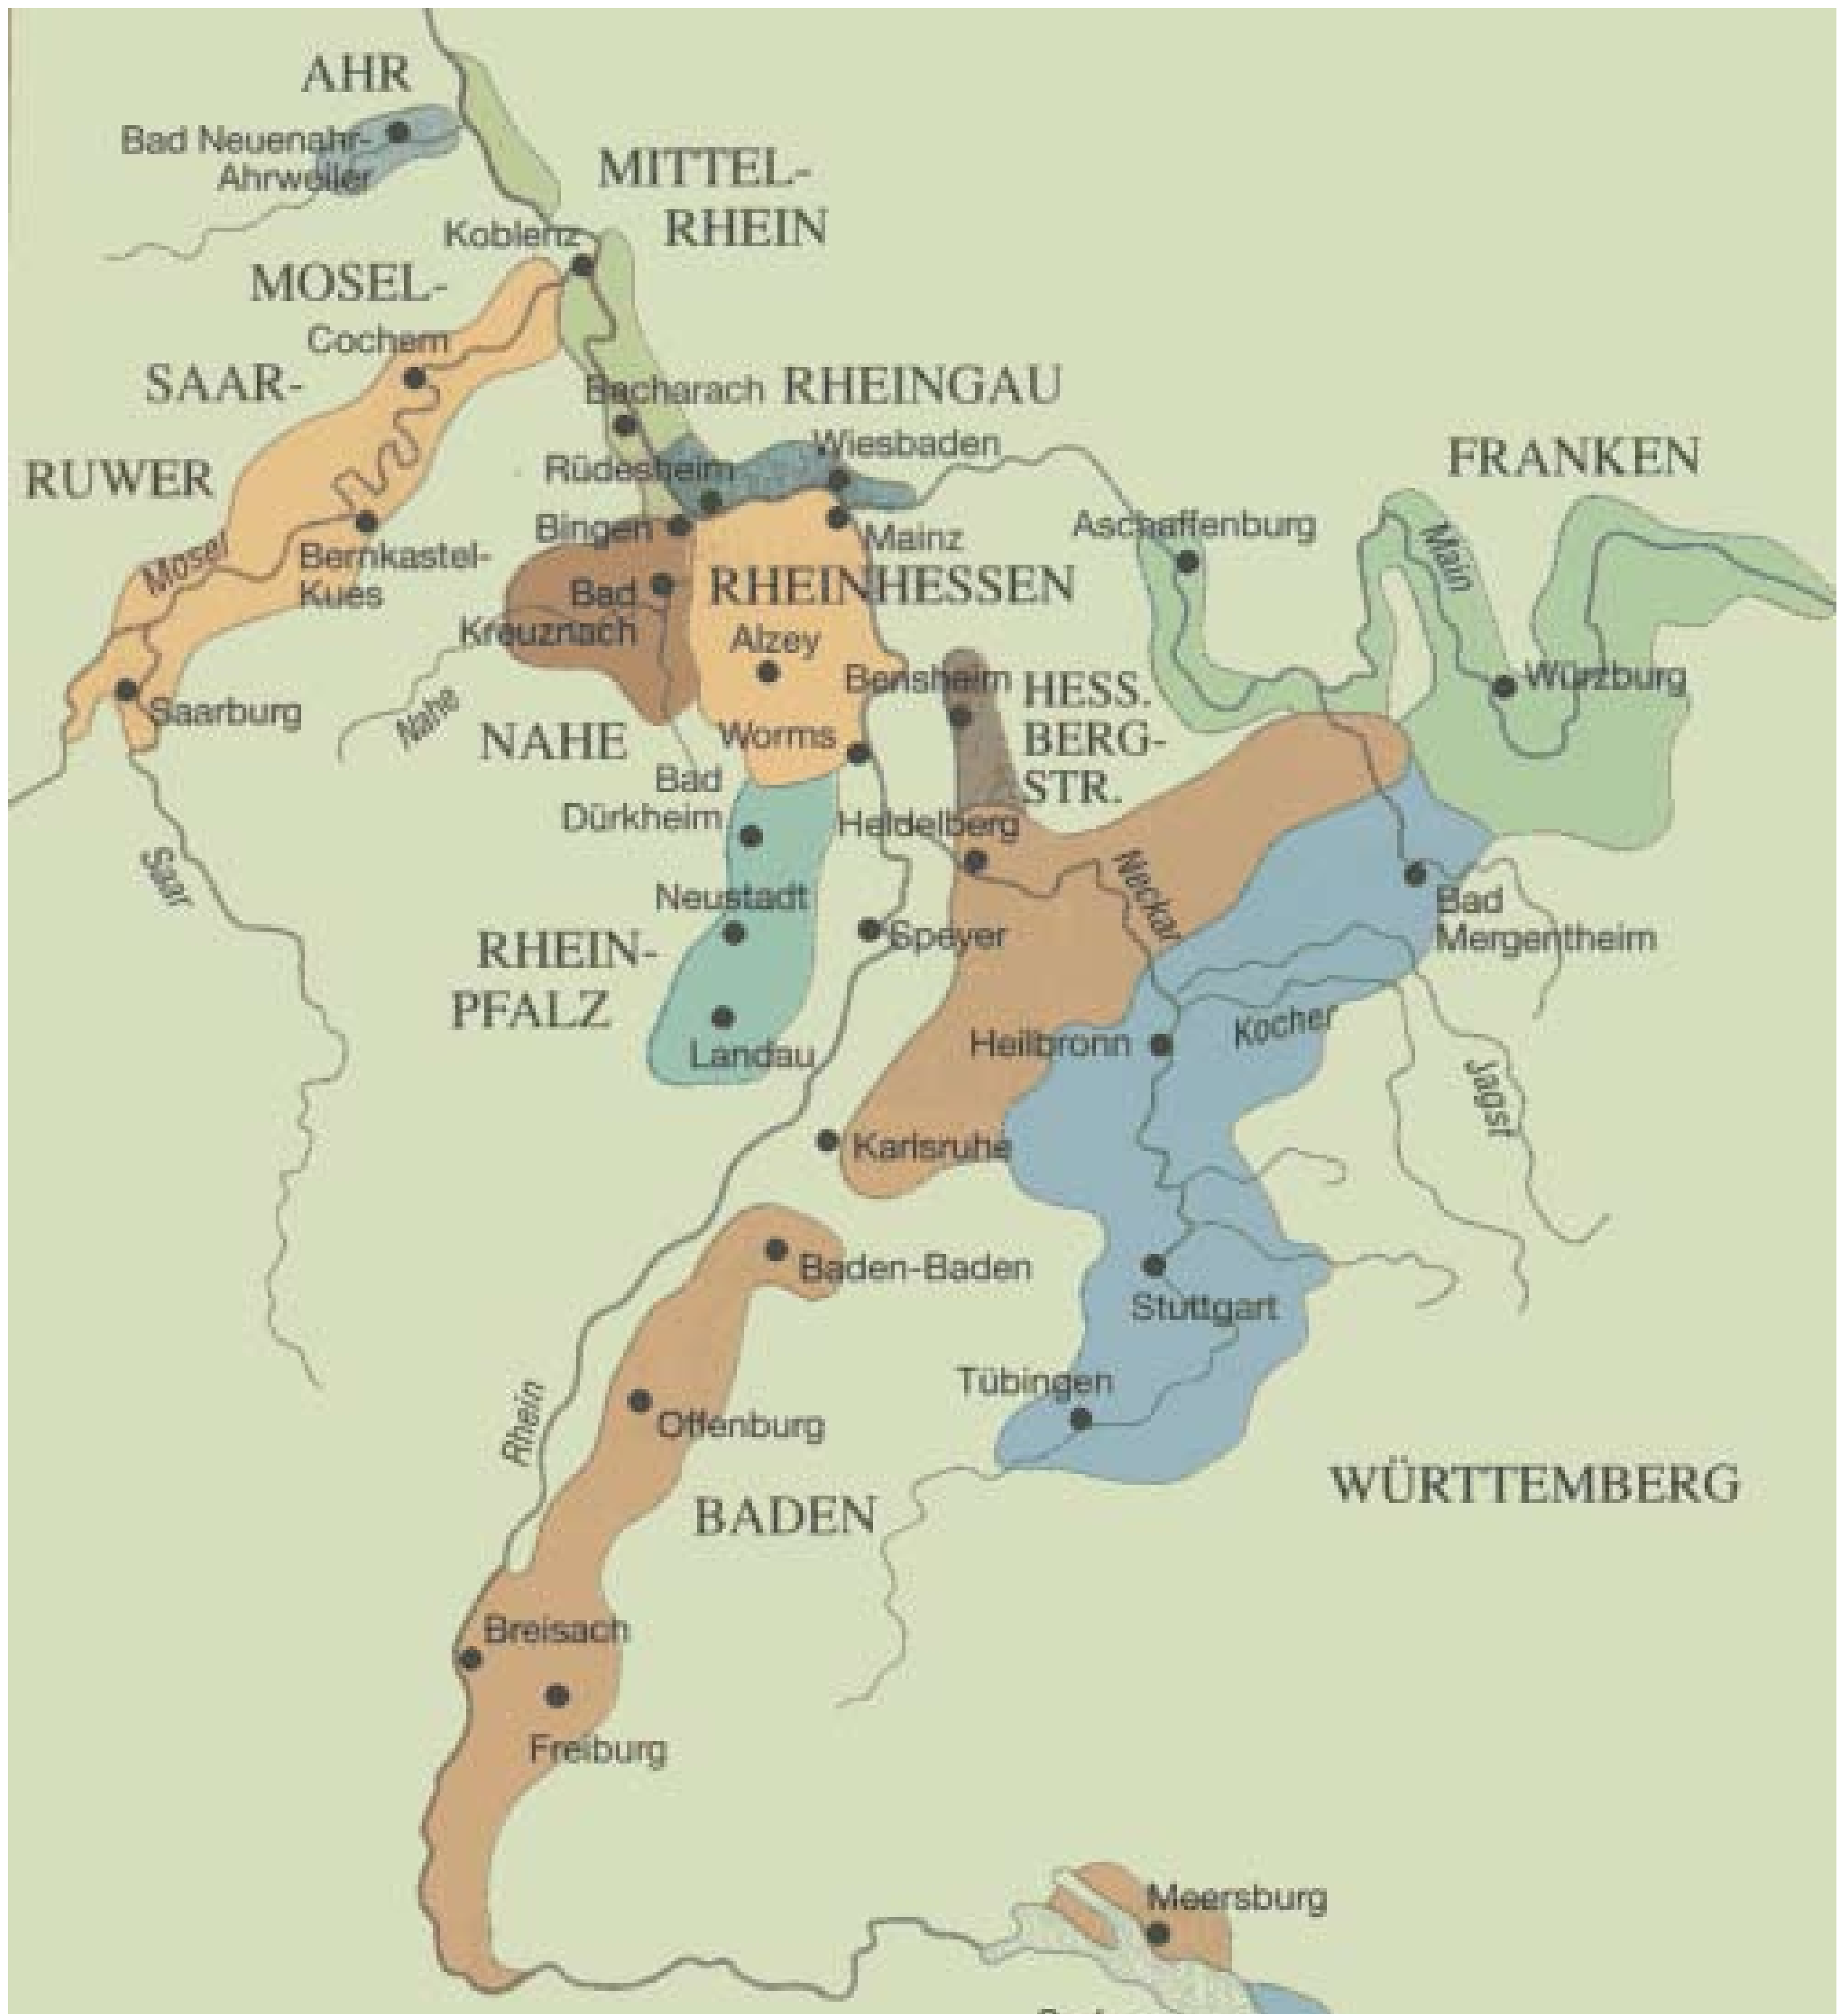 AHR
Bad Neuenahr-
Ahrweiler
MITTEL-
RHEIN
Koblenz
MOSEL-
Cochem
SAAR-
Bacharach
RHEINGAU
Wiesbaden
RUWER
Rüdesheim
FRANKEN
Bingen
Mainz
Aschaffenburg
Main
Mosel
Bernkastel-
Kues
Bad
Kreuznach
RHEINHESSEN
Alzey
Bensheim
HESS.
BERG-
STR.
Würzburg
Saarburg
Nahe
NAHE
Worms
Bad
Dürkheim
Heidelberg
Saar
Neckar
Neustadt
Bad
Mergentheim
RHEIN-
PFALZ
Speyer
Landau
Heilbronn
Kocher
Jagst
Karlsruhe
Baden-Baden
Stuttgart
Rhein
Tübingen
Offenburg
BADEN
WÜRTTEMBERG
Breisach
Freiburg
Meersburg